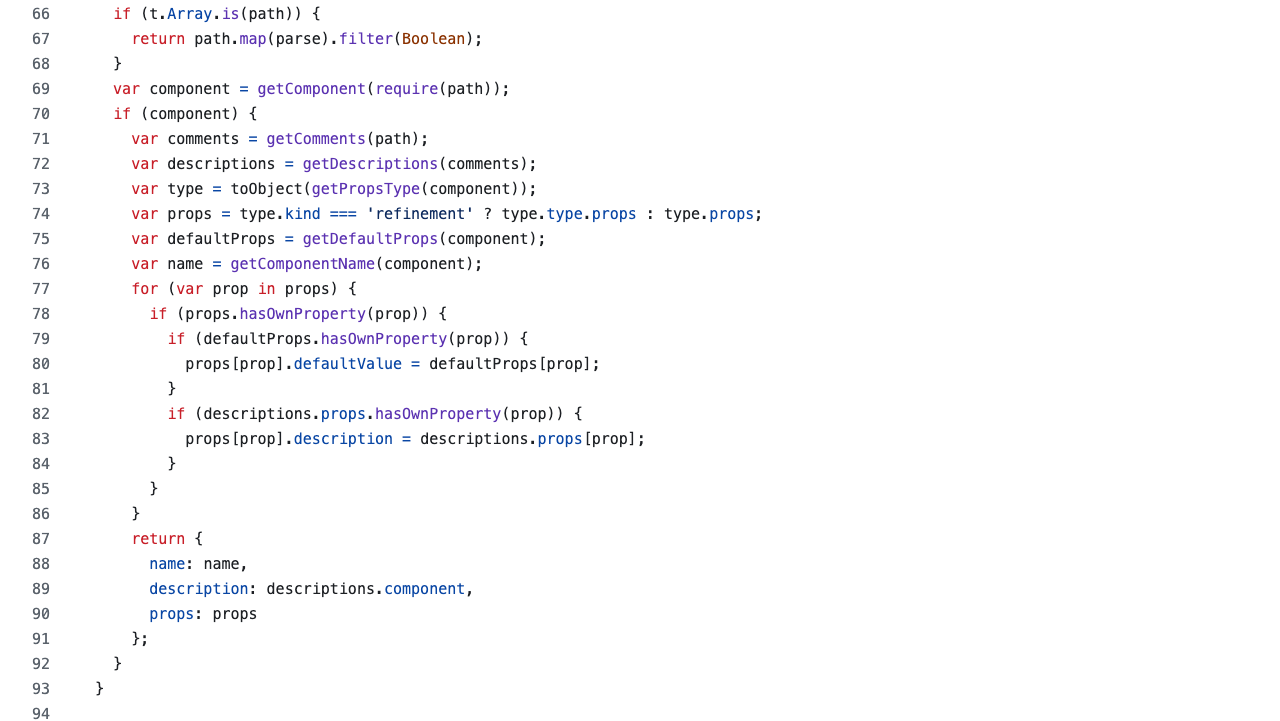 66 if (t.Array.is(path)) {
67 return path.map(parse).filter(Boolean);
68 }
69 var component = getComponent(require(path));
70 if (component) {
71 var comments = getComments(path);
72 var descriptions = getDescriptions(comments);
73 var type = toObject(getPropsType(component));
74 var props = type.kind === 'refinement' ? type.type.props : type.props;
75 var defaultProps = getDefaultProps(component);
76 var name = getComponentName(component);
77 for (var prop in props) {
78 if (props.hasOwnProperty(prop)) {
79 if (defaultProps.hasOwnProperty(prop)) {
80 props[prop].defaultValue = defaultProps[prop];
81 }
82 if (descriptions.props.hasOwnProperty(prop)) {
83 props[prop].description = descriptions.props[prop];
84 }
85 }
86 }
87 return {
88 name: name,
89 description: descriptions.component,
90 props: props
91 };
92 }
93 }
94